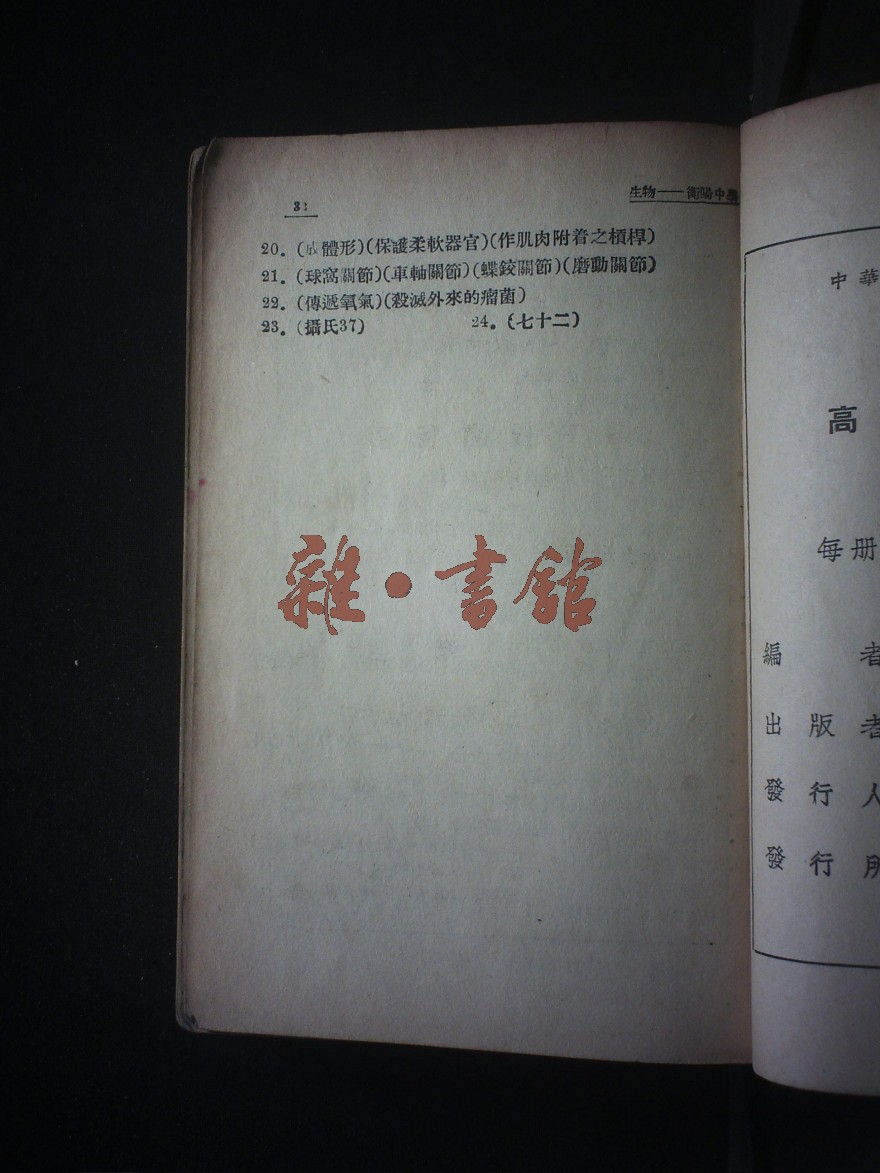 生物——衡陽中學
20. (成體形)(保護柔軟器官)(作肌肉附着之槓桿)
21. (球窩關節)(車軸關節)(蝶鉸關節)(磨動關節)
22. (傳遞氧氣)(殺滅外來的瘤菌)
23. (攝氏37) 24. (七十二)
雜·書館
中華
高
每册
編 者
出版者
發行人
發行所